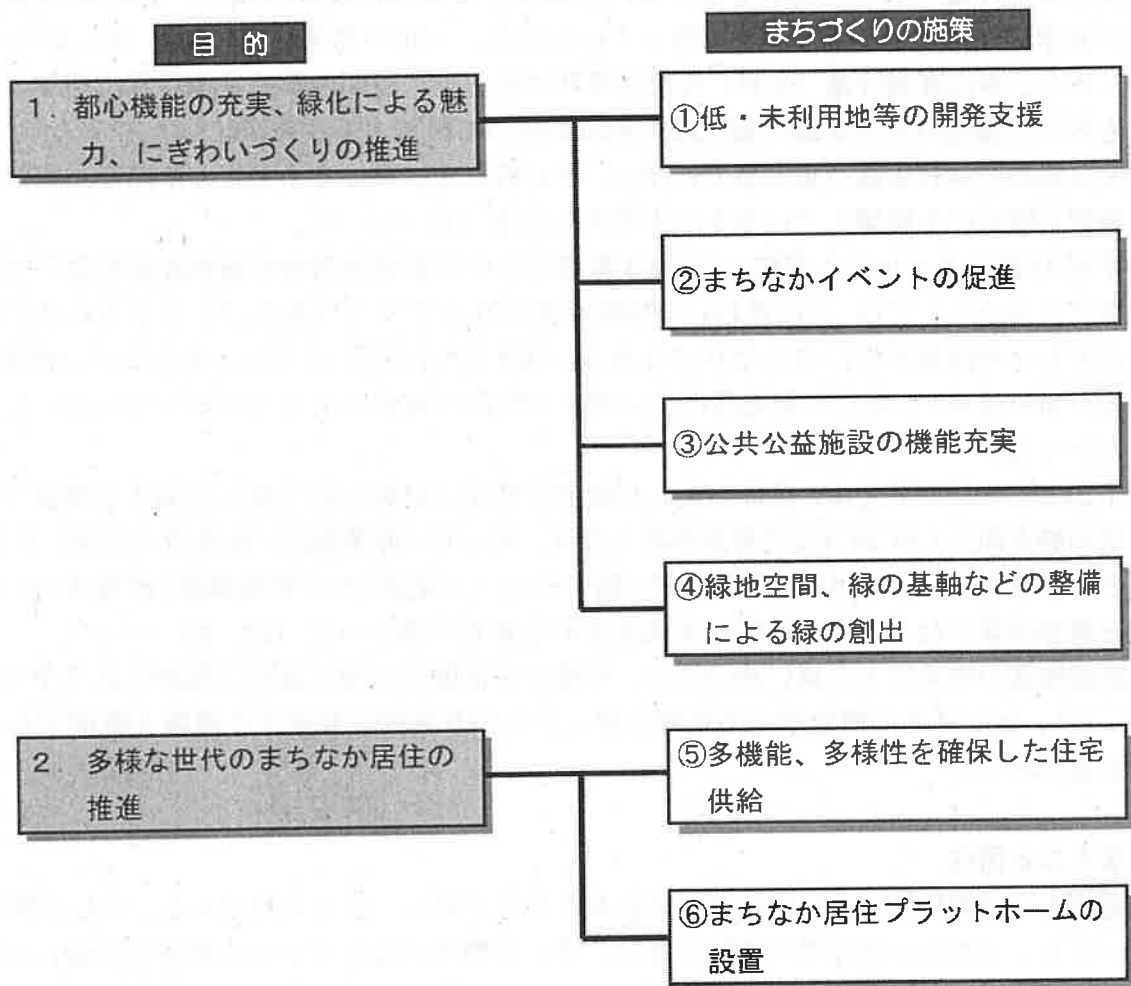 目 的
まちづくりの施策
1．都心機能の充実、緑化による魅
力、にぎわいづくりの推進
①低・未利用地等の開発支援
②まちなかイベントの促進
③公共公益施設の機能充実
④緑地空間、緑の基軸などの整備
による緑の創出
2．多様な世代のまちなか居住の
推進
⑤多機能、多様性を確保した住宅
供給
⑥まちなか居住プラットホームの
設置